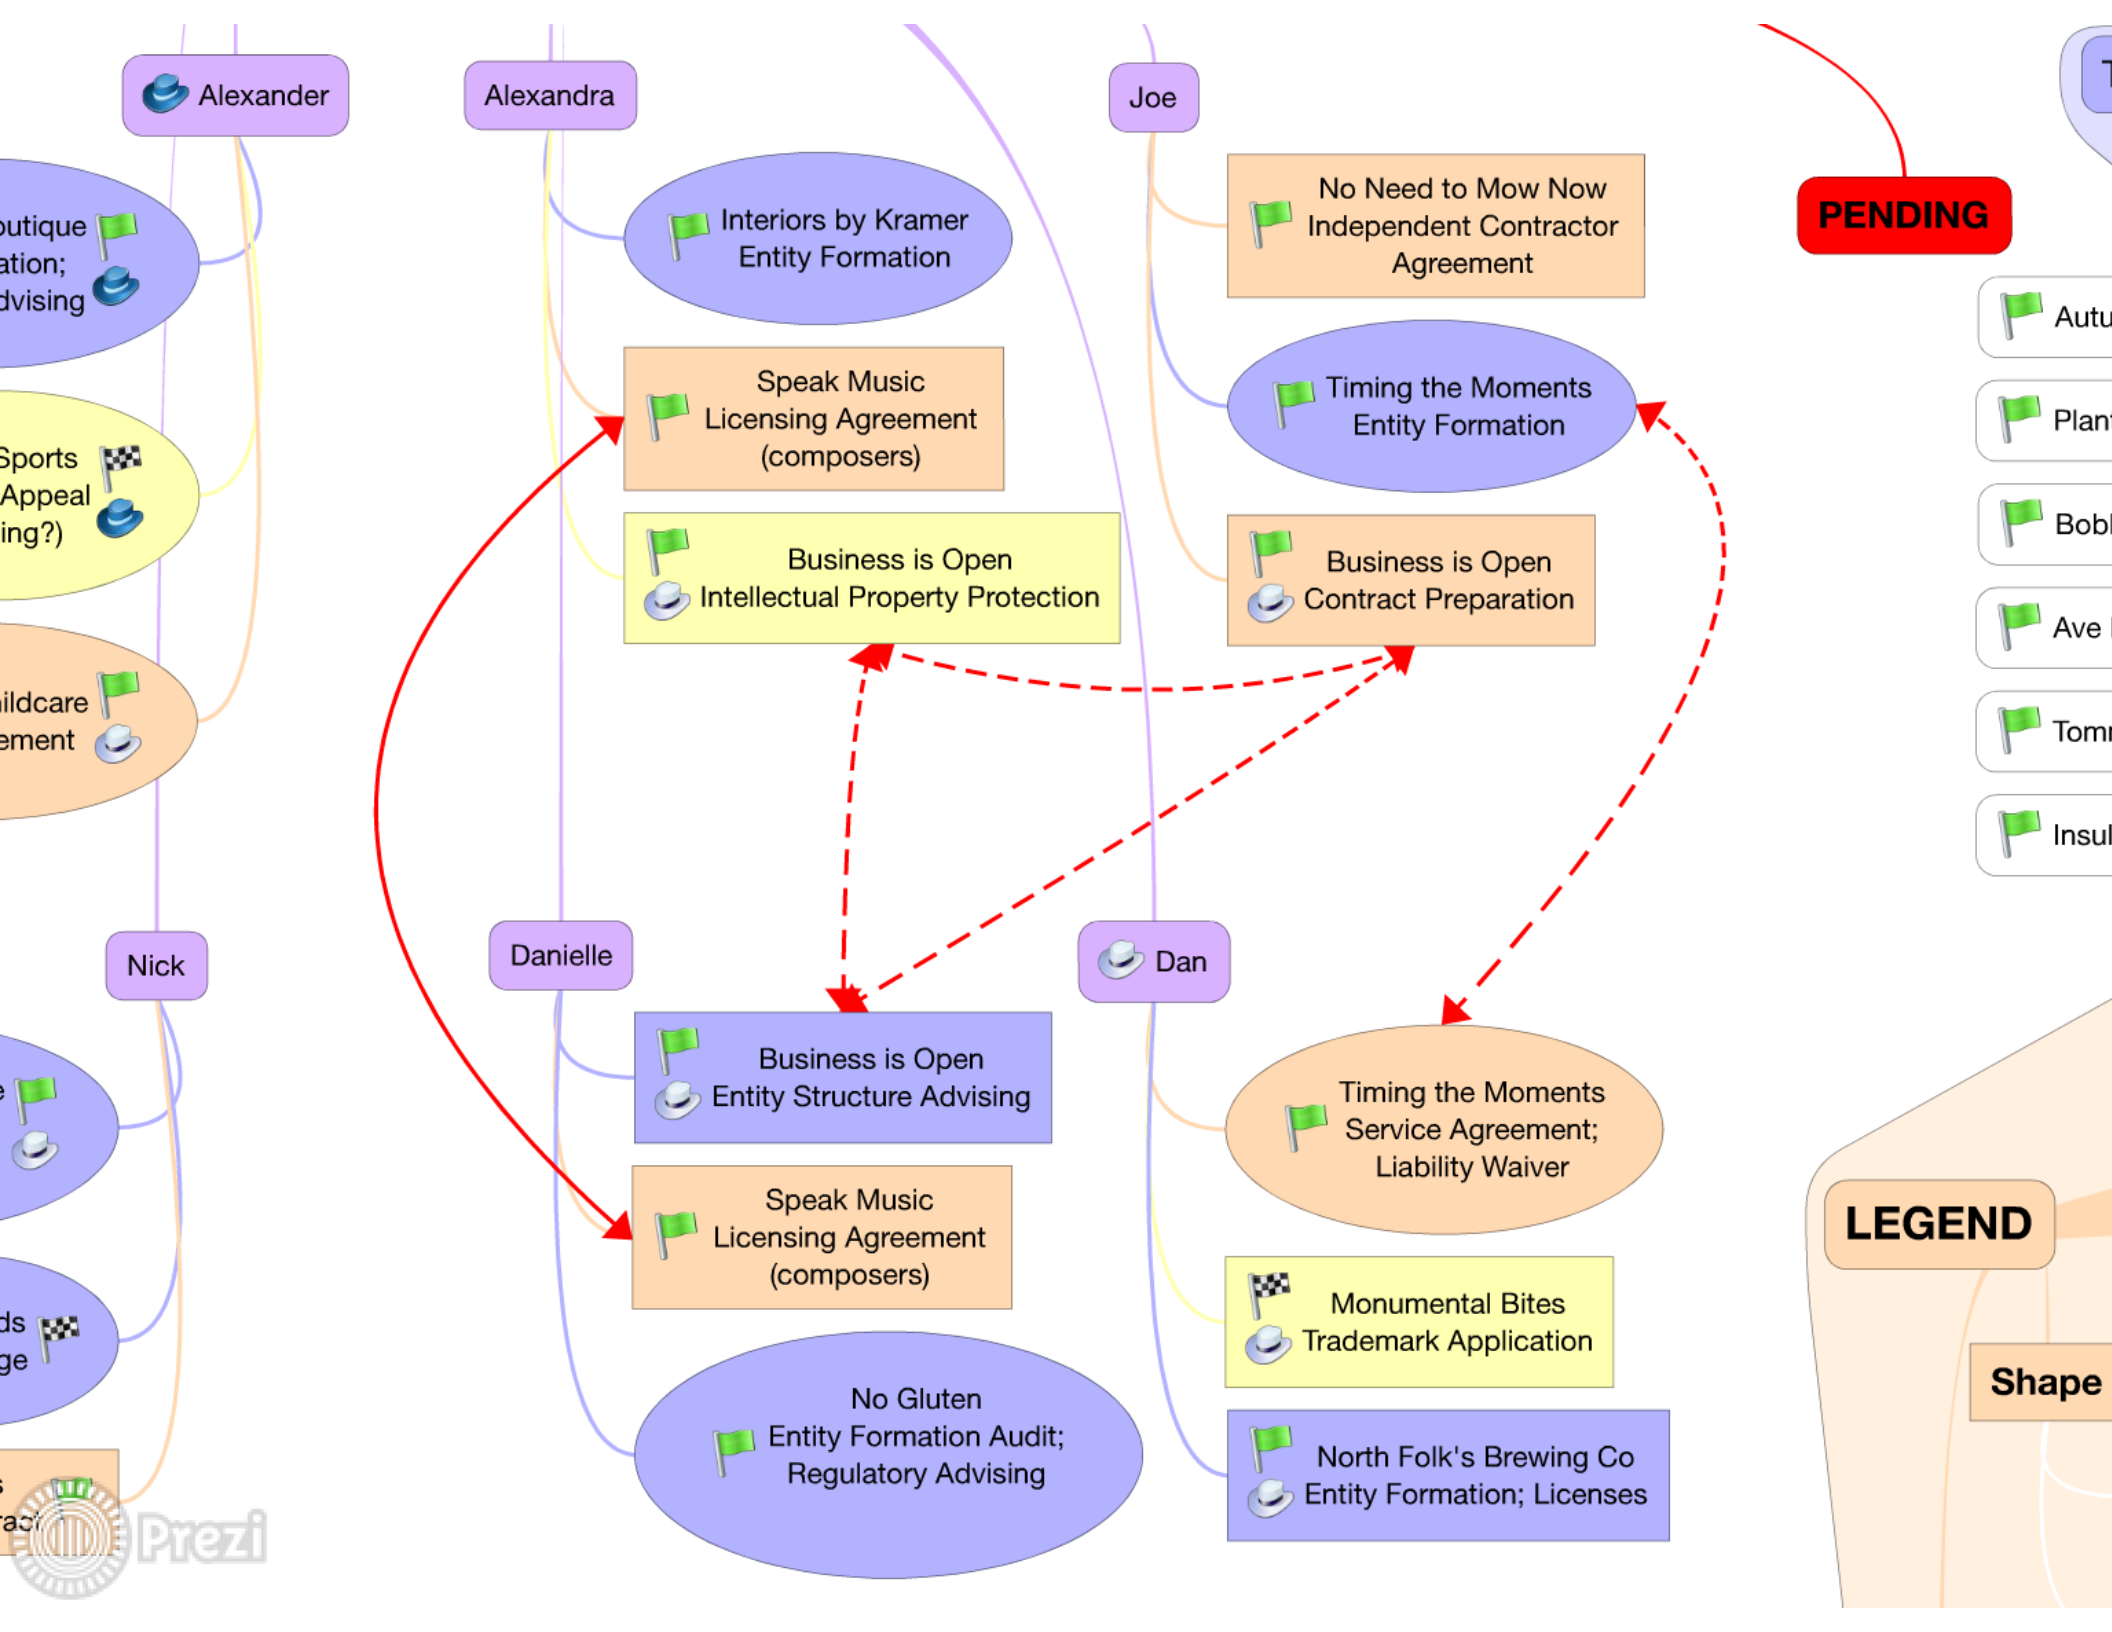 Alexander
Alexandra
Joe
Interiors by Kramer
Entity Formation
Speak Music
Licensing Agreement
(composers)
Business is Open
Intellectual Property Protection
No Need to Mow Now
Independent Contractor
Agreement
Timing the Moments
Entity Formation
Business is Open
Contract Preparation
PENDING
Sports
Appeal
Nick
Danielle
Dan
Business is Open
Entity Structure Advising
Speak Music
Licensing Agreement
(composers)
No Gluten
Entity Formation Audit;
Regulatory Advising
Timing the Moments
Service Agreement;
Liability Waiver
Monumental Bites
Trademark Application
North Folk's Brewing Co
Entity Formation; Licenses
LEGEND
Shape
Prezi